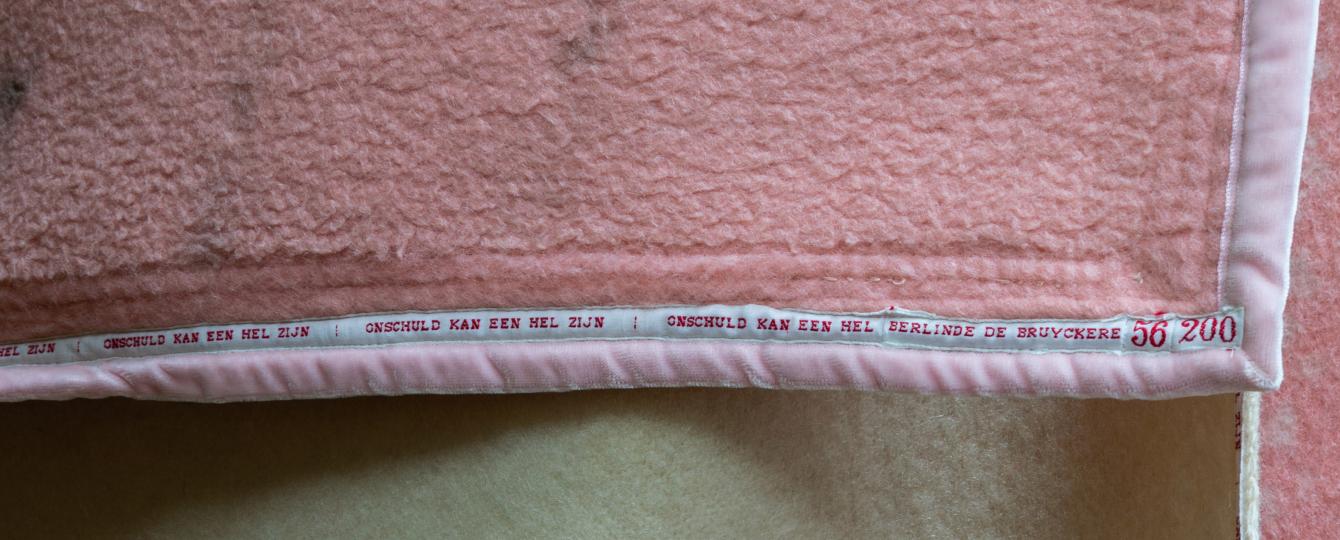 HEL ZIJN ¦ ONSCHULD KAN EEN HEL ZIJN ¦ ONSCHULD KAN EEN HEL ZIJN ¦ ONSCHULD KAN EEN HEL BERLINDE DE BRUYCKERE 56 200